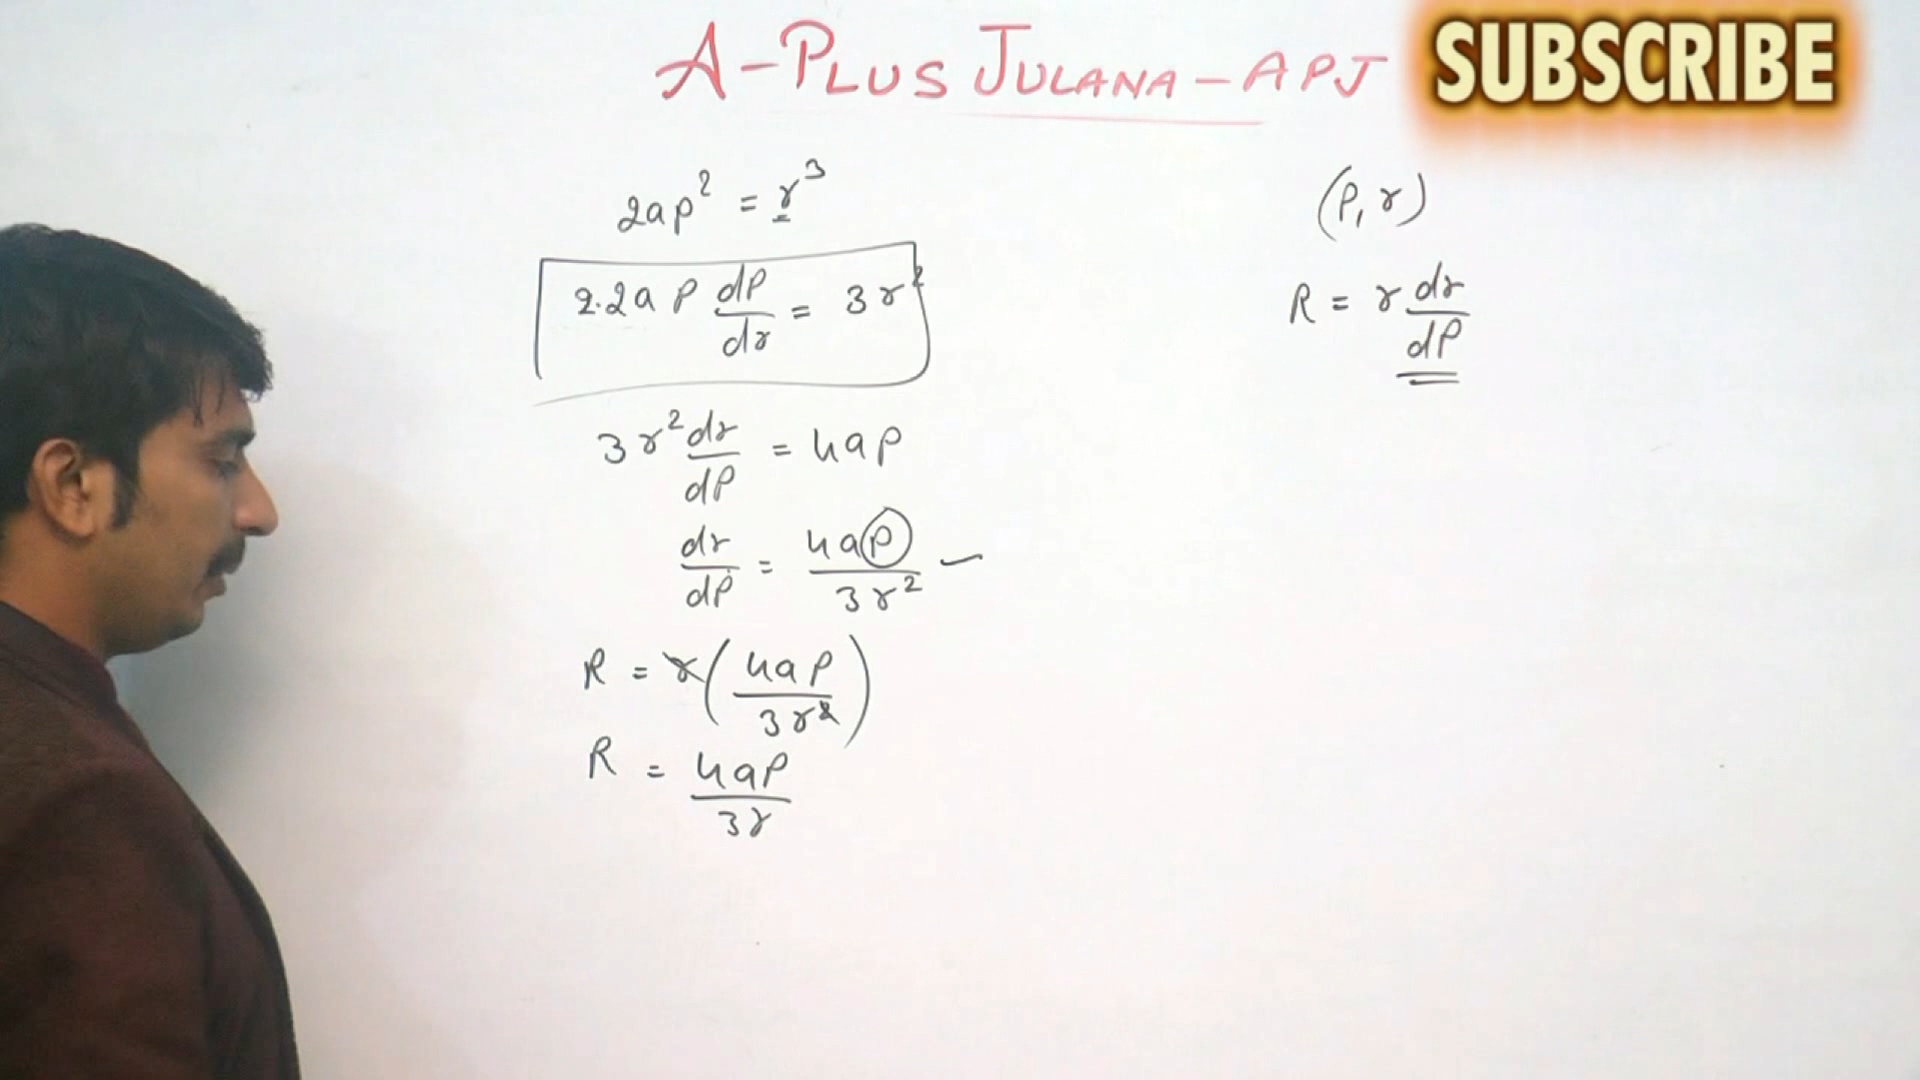 A-PLUS JULANA-APJ
SUBSCRIBE
2ap² = r³
2.2a p dp/dr = 3r²
3r² dr/dp = 4ap
dr/dp = 4ap/3r² –
R = r(4ap/3r²)
R = 4ap/3r
(p, r)
R = r dr/dp